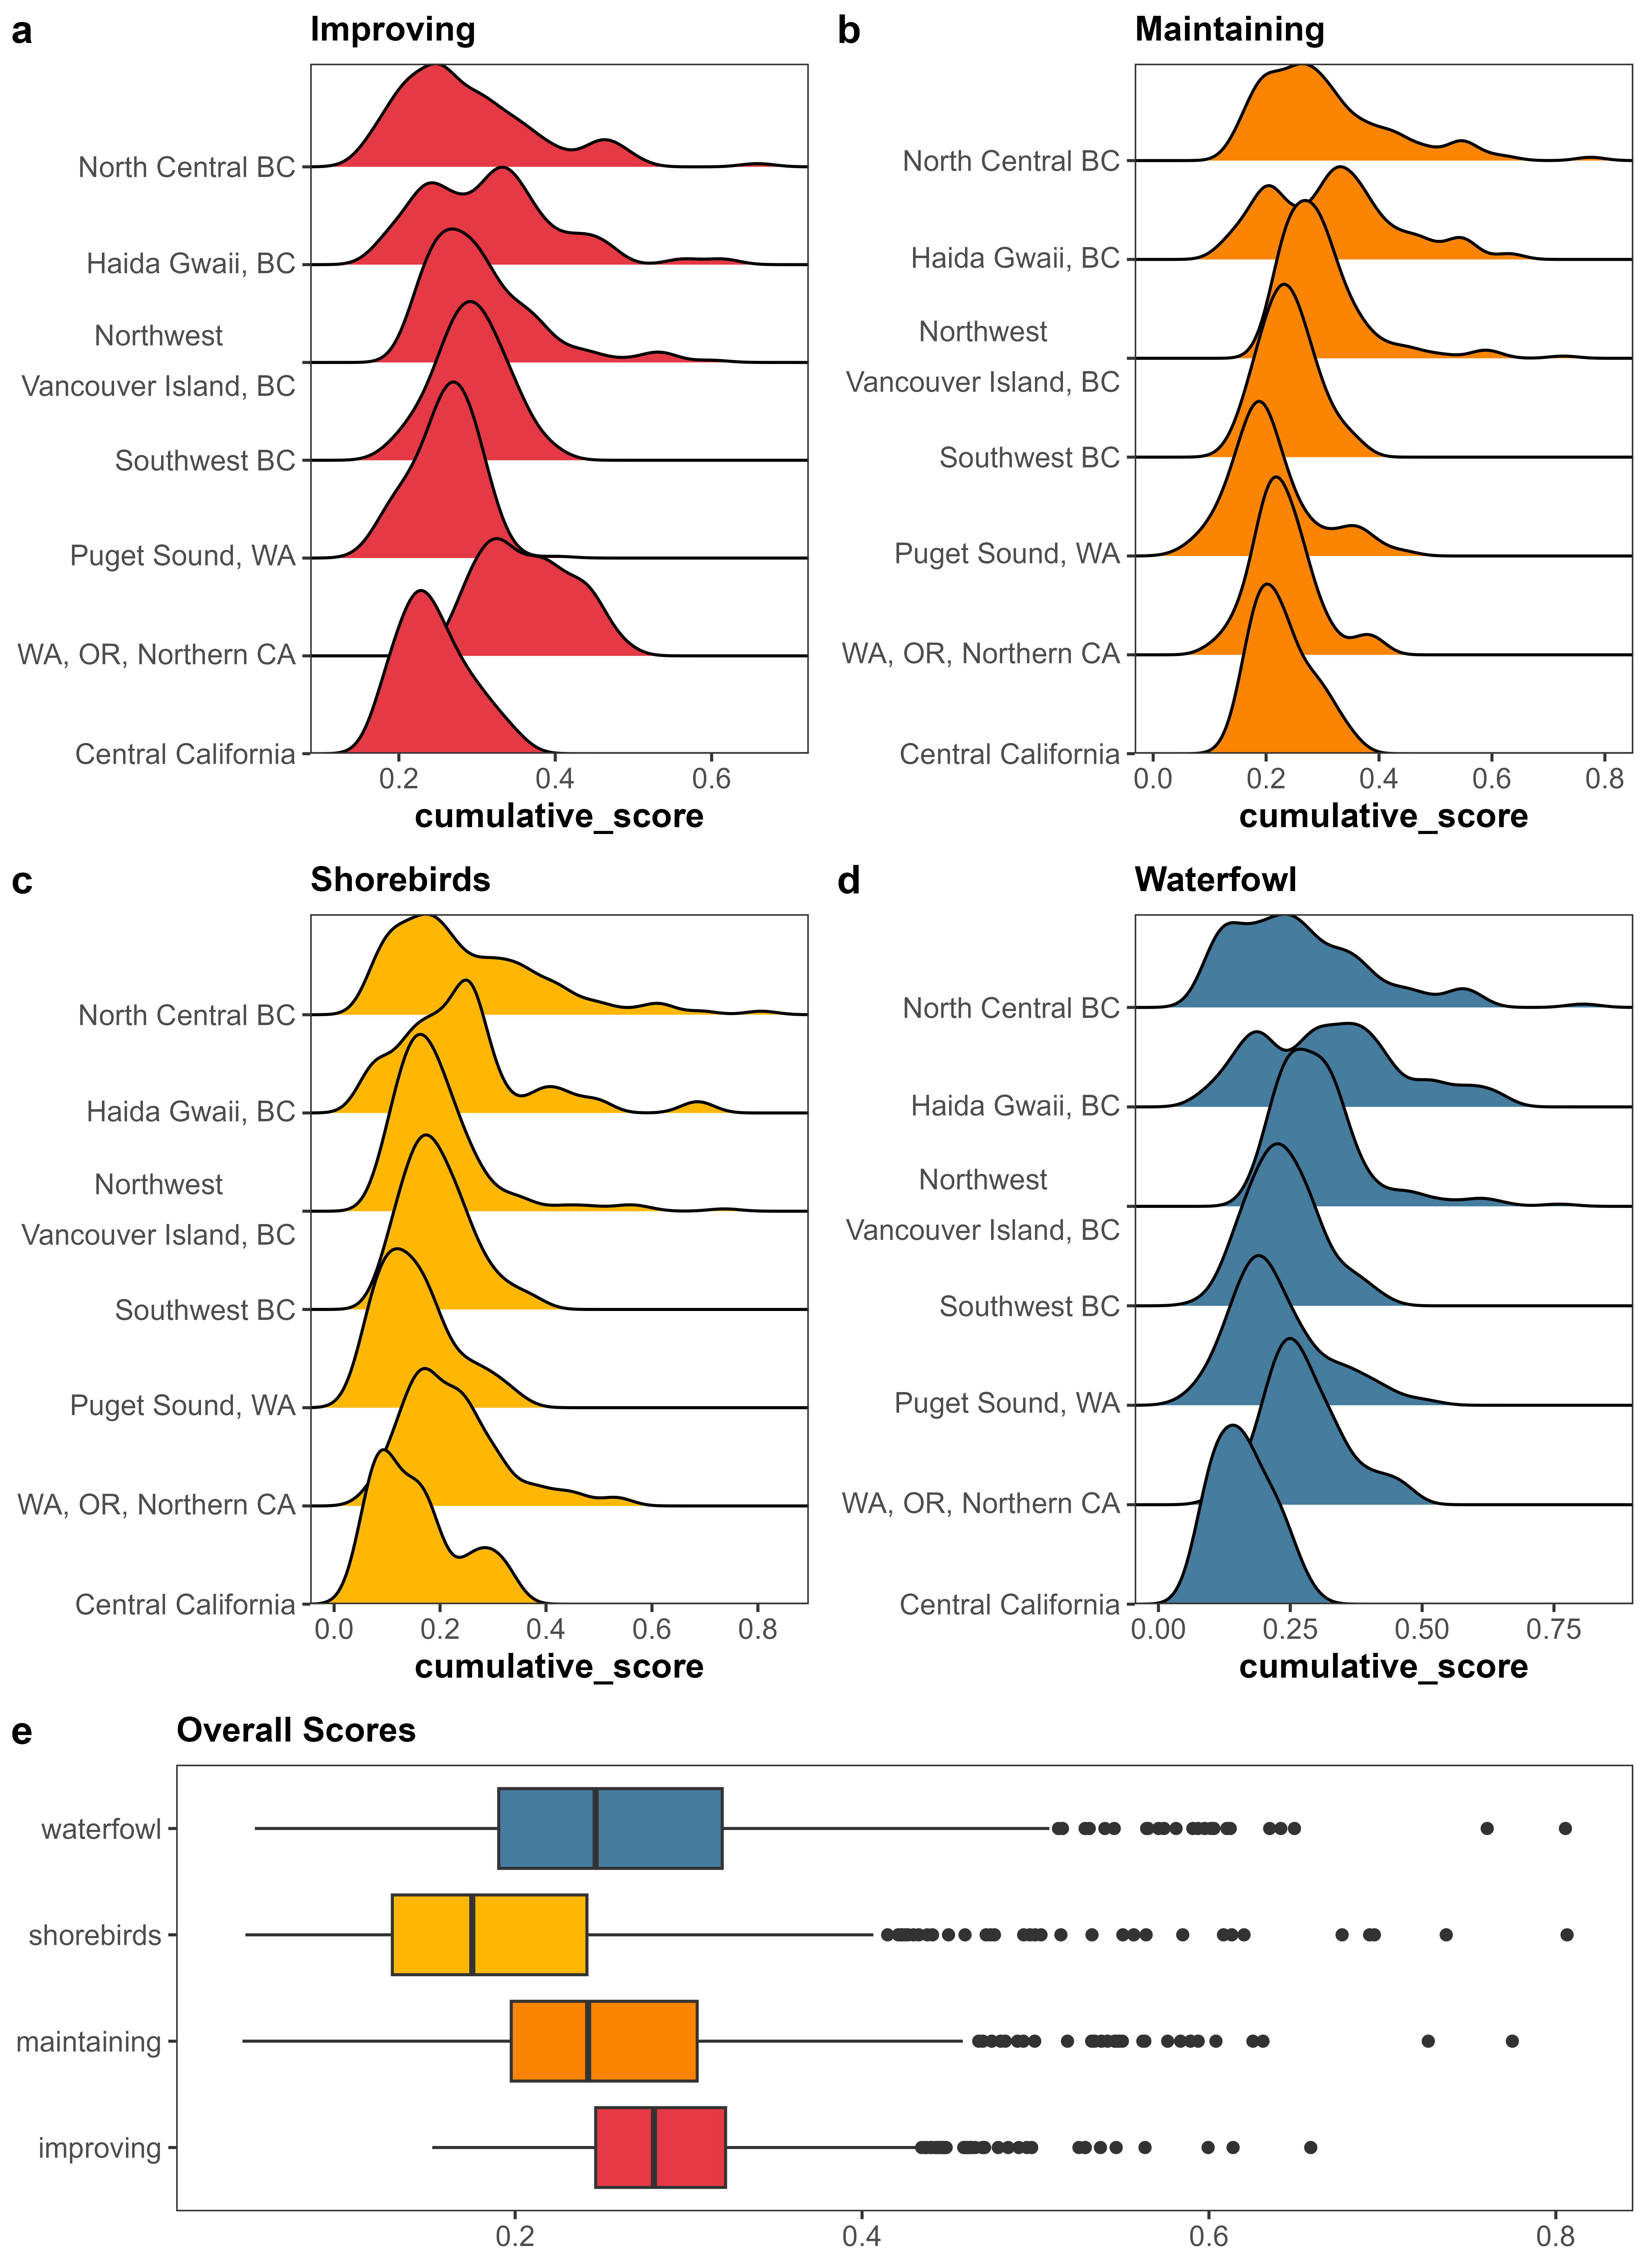 a Improving
North Central BC
Haida Gwaii, BC
Northwest
Vancouver Island, BC
Southwest BC
Puget Sound, WA
WA, OR, Northern CA
Central California
0.2 0.4 0.6
cumulative_score
b Maintaining
North Central BC
Haida Gwaii, BC
Northwest
Vancouver Island, BC
Southwest BC
Puget Sound, WA
WA, OR, Northern CA
Central California
0.0 0.2 0.4 0.6 0.8
cumulative_score
c Shorebirds
North Central BC
Haida Gwaii, BC
Northwest
Vancouver Island, BC
Southwest BC
Puget Sound, WA
WA, OR, Northern CA
Central California
0.0 0.2 0.4 0.6 0.8
cumulative_score
d Waterfowl
North Central BC
Haida Gwaii, BC
Northwest
Vancouver Island, BC
Southwest BC
Puget Sound, WA
WA, OR, Northern CA
Central California
0.00 0.25 0.50 0.75
cumulative_score
e Overall Scores
waterfowl
shorebirds
maintaining
improving
0.2 0.4 0.6 0.8